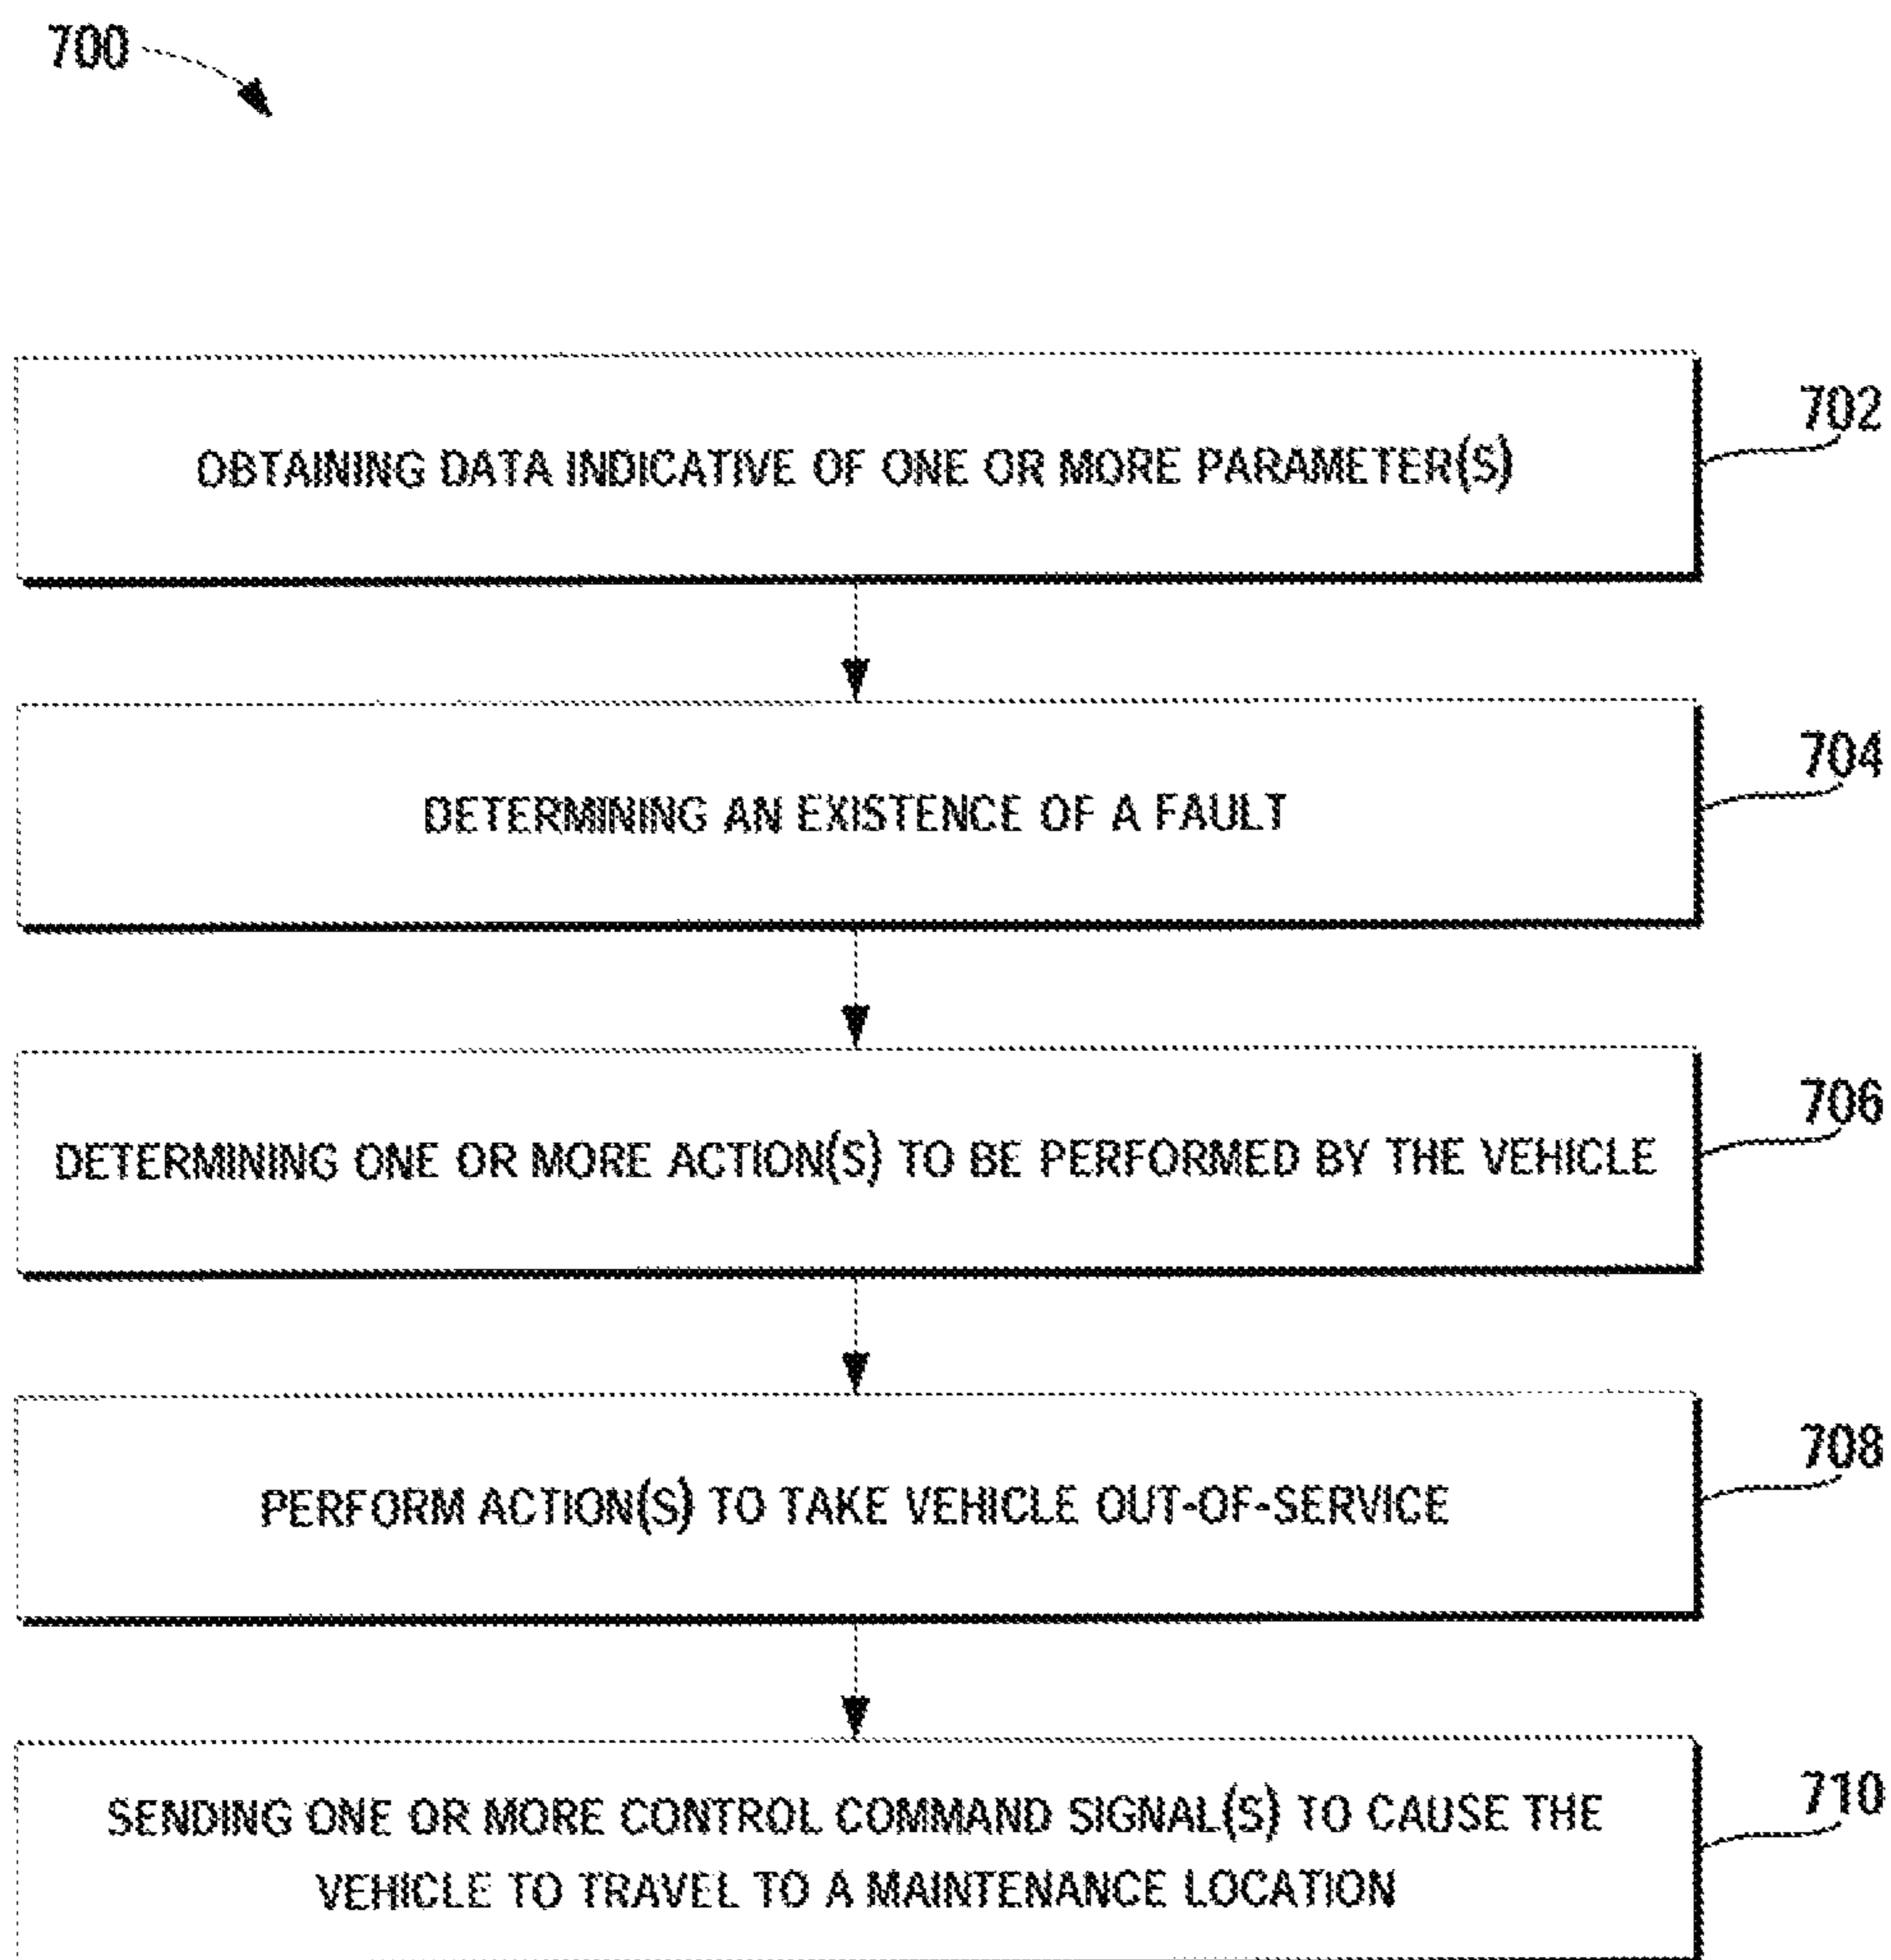 700
OBTAINING DATA INDICATIVE OF ONE OR MORE PARAMETER(S)
702
DETERMINING AN EXISTENCE OF A FAULT
704
DETERMINING ONE OR MORE ACTION(S) TO BE PERFORMED BY THE VEHICLE
706
PERFORM ACTION(S) TO TAKE VEHICLE OUT-OF-SERVICE
708
SENDING ONE OR MORE CONTROL COMMAND SIGNAL(S) TO CAUSE THE
VEHICLE TO TRAVEL TO A MAINTENANCE LOCATION
710